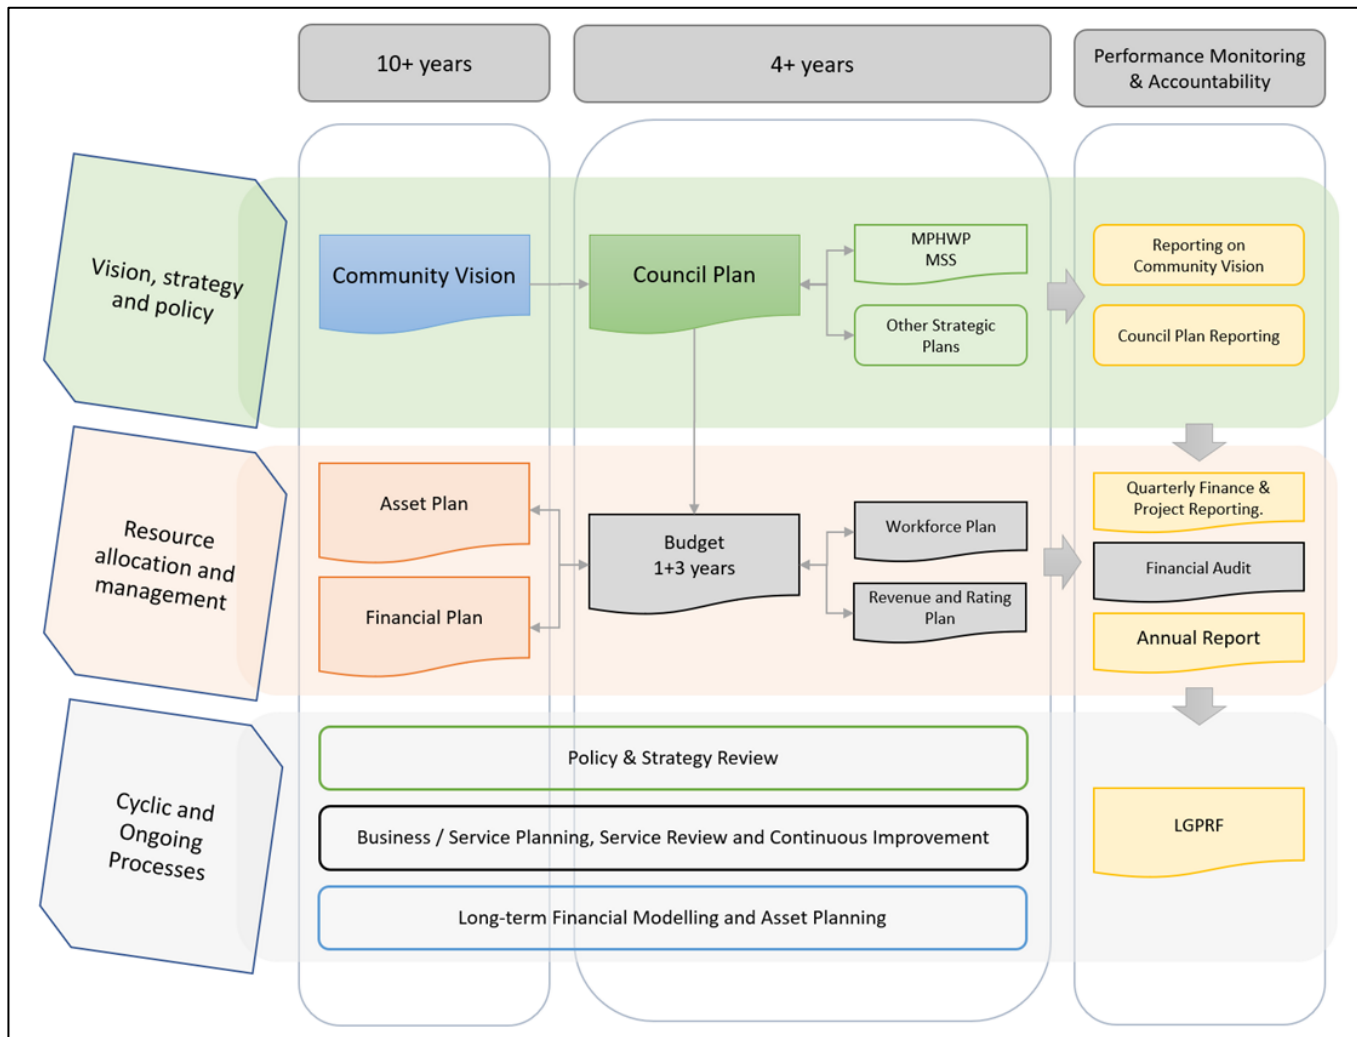 10+ years
4+ years
Performance Monitoring
& Accountability
Vision, strategy
and policy
Community Vision
Council Plan
MPHWP
MSS
Other Strategic
Plans
Reporting on
Community Vision
Council Plan Reporting
Resource
allocation and
management
Asset Plan
Financial Plan
Budget
1+3 years
Workforce Plan
Revenue and Rating
Plan
Quarterly Finance &
Project Reporting.
Financial Audit
Annual Report
Cyclic and
Ongoing
Processes
Policy & Strategy Review
Business / Service Planning, Service Review and Continuous Improvement
Long-term Financial Modelling and Asset Planning
LGPRF